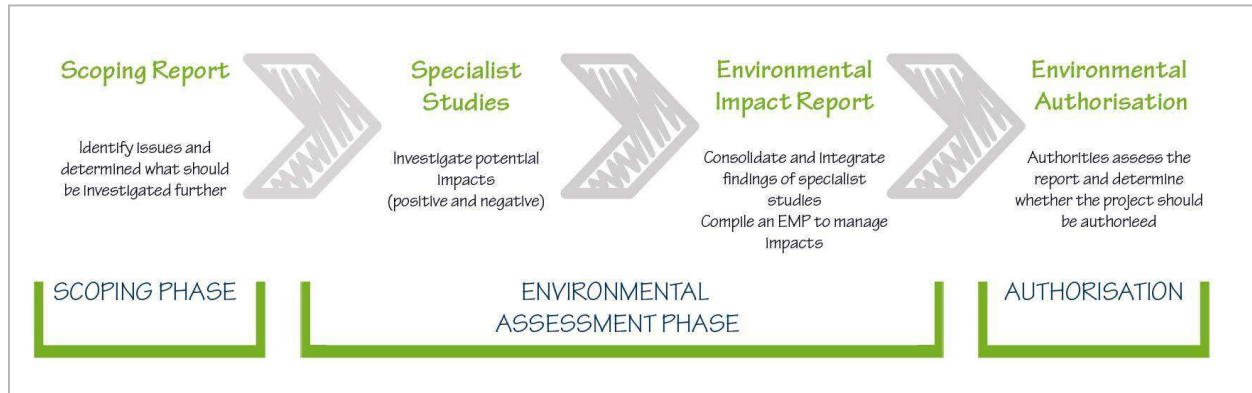 Scoping Report
Identify issues and
determined what should
be investigated further
Specialist
Studies
Investigate potential
impacts
(positive and negative)
Environmental
Impact Report
Consolidate and integrate
findings of specialist
studies
Compile an EMP to manage
impacts
Environmental
Authorisation
Authorities assess the
report and determine
whether the project should
be authorieed
SCOPING PHASE
ENVIRONMENTAL
ASSESSMENT PHASE
AUTHORISATION